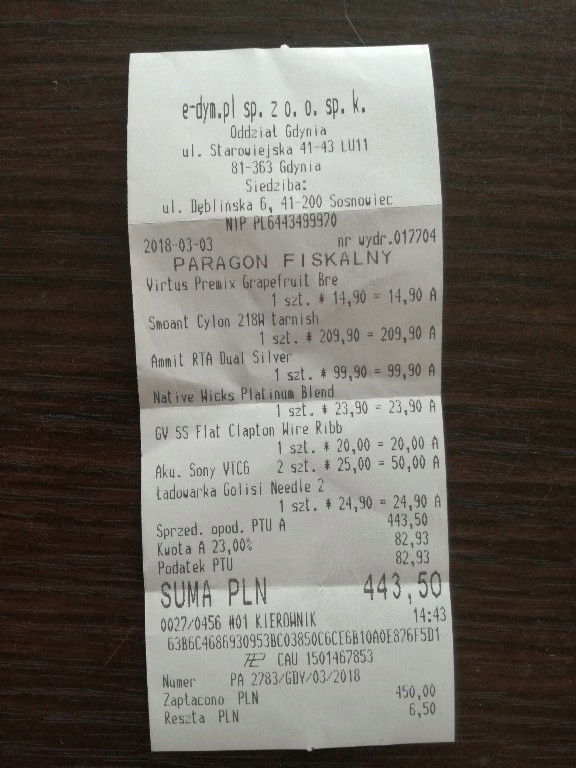 e-dym.pl sp. z o. o. sp. k.
Oddział Gdynia
ul. Starowiejska 41-43 LU11
81-363 Gdynia
Siedziba:
ul. Dęblińska 6, 41-200 Sosnowiec
NIP PL6443499970
2018-03-03 nr wydr.017704
PARAGON FISKALNY
Virtus Premix Grapefruit Bre
1 szt. * 14,90 = 14,90 A
Smoant Cylon 218W tarnish
1 szt. * 209,90 = 209,90 A
Ammit RTA Dual Silver
1 szt. * 99,90 = 99,90 A
Native Wicks Platinum Blend
1 szt. * 23,90 = 23,90 A
GV SS Flat Clapton Wire Ribb
1 szt. * 20,00 = 20,00 A
Aku. Sony VTC6 2 szt. * 25,00 = 50,00 A
Ładowarka Golisi Needle 2
1 szt. * 24,90 = 24,90 A
Sprzed. opod. PTU A 443,50
Kwota A 23,00% 82,93
Podatek PTU 82,93
SUMA PLN 443,50
0027/0456 #01 KIEROWNIK 14:43
63B6C4686930953BC03850C6CE6B10A0E876F5D1
CAU 1501467853
Numer PA 2783/GDY/03/2018
Zapłacono PLN 450,00
Reszta PLN 6,50